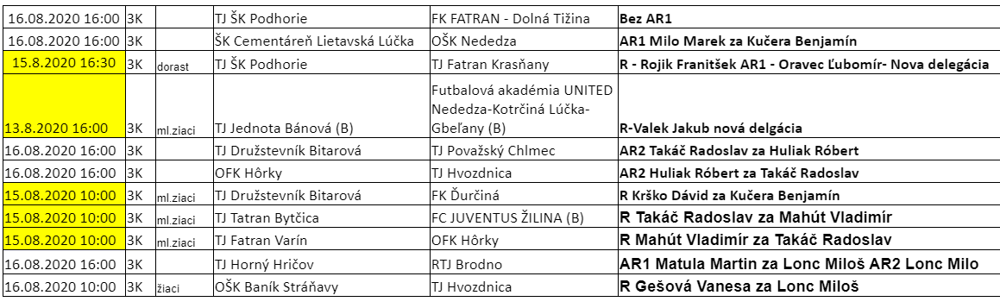 16.08.2020 16:00 3K TJ ŠK Podhorie FK FATRAN - Dolná Tižina Bez AR1
16.08.2020 16:00 3K ŠK Cementáreň Lietavská Lúčka OŠK Nededza AR1 Milo Marek za Kučera Benjamín
15.8.2020 16:30 3K dorast TJ ŠK Podhorie TJ Fatran Krasňany R - Rojik Franitšek AR1 - Oravec Ľubomír- Nova delegácia
Futbalová akadémia UNITED
Nededza-Kotrčiná Lúčka-
13.8.2020 16:00 3K ml.ziaci TJ Jednota Bánová (B) Gbeľany (B) R-Valek Jakub nová delgácia
16.08.2020 16:00 3K TJ Družstevník Bitarová TJ Považský Chlmec AR2 Takáč Radoslav za Huliak Róbert
16.08.2020 16:00 3K OFK Hôrky TJ Hvozdnica AR2 Huliak Róbert za Takáč Radoslav
15.08.2020 10:00 3K ml.ziaci TJ Družstevník Bitarová FK Ďurčiná R Krško Dávid za Kučera Benjamín
15.08.2020 10:00 3K ml.ziaci TJ Tatran Bytčica FC JUVENTUS ŽILINA (B) R Takáč Radoslav za Mahút Vladimír
15.08.2020 10:00 3K ml.ziaci TJ Fatran Varín OFK Hôrky R Mahút Vladimír za Takáč Radoslav
16.08.2020 16:00 3K TJ Horný Hričov RTJ Brodno AR1 Matula Martin za Lonc Miloš AR2 Lonc Milo
16.08.2020 10:00 3K žiaci OŠK Baník Stráňavy TJ Hvozdnica R Gešová Vanesa za Lonc Miloš